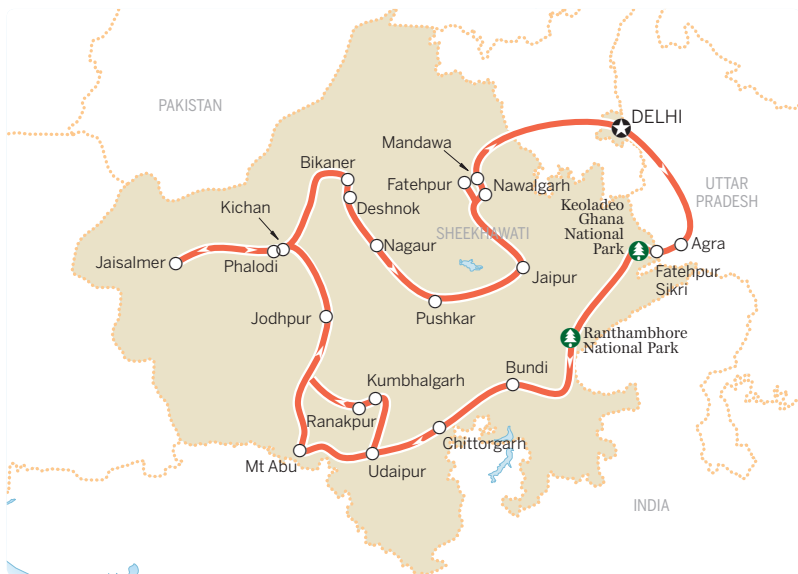 PAKISTAN
DELHI
Mandawa
Bikaner
Fatehpur
Nawalgarh
UTTAR
PRADESH
Deshnok
Kichan
Keoladeo
Ghana
National
Park
SHEEKHAWATI
Nagaur
Agra
Jaisalmer
Phalodi
Jaipur
Fatehpur
Sikri
Jodhpur
Pushkar
Ranthambhore
National Park
Bundi
Kumbhalgarh
Ranakpur
Chittorgarh
Mt Abu
Udaipur
INDIA